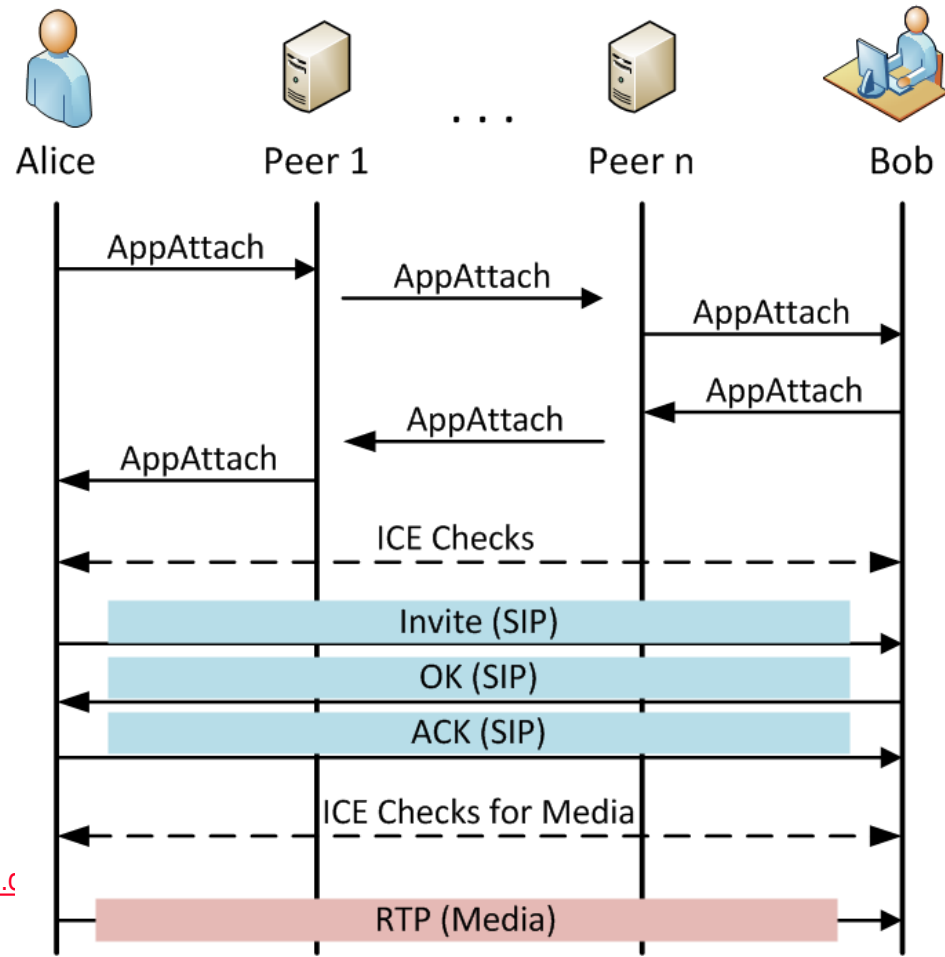 . . .
Alice
Peer 1
Peer n
Bob
AppAttach
AppAttach
AppAttach
AppAttach
AppAttach
AppAttach
ICE Checks
Invite (SIP)
OK (SIP)
ACK (SIP)
ICE Checks for Media
RTP (Media)